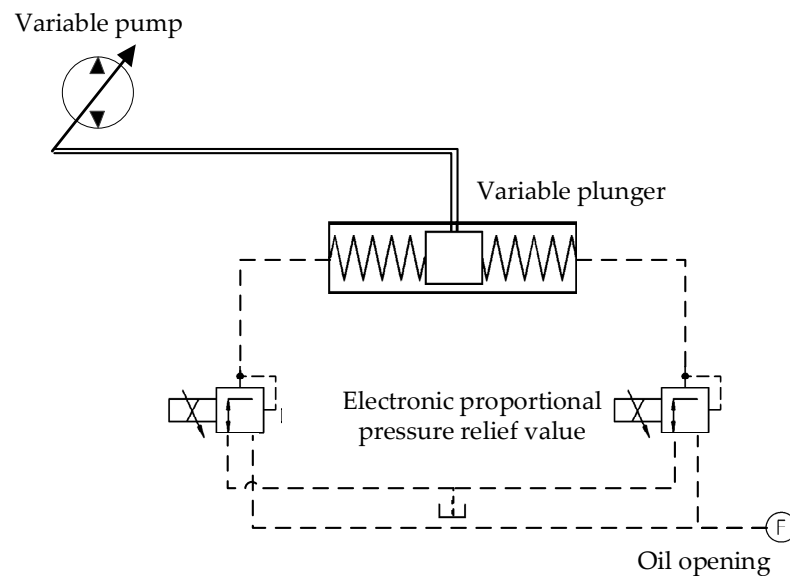 Variable pump
Variable plunger
Electronic proportional
pressure relief value
F
Oil opening